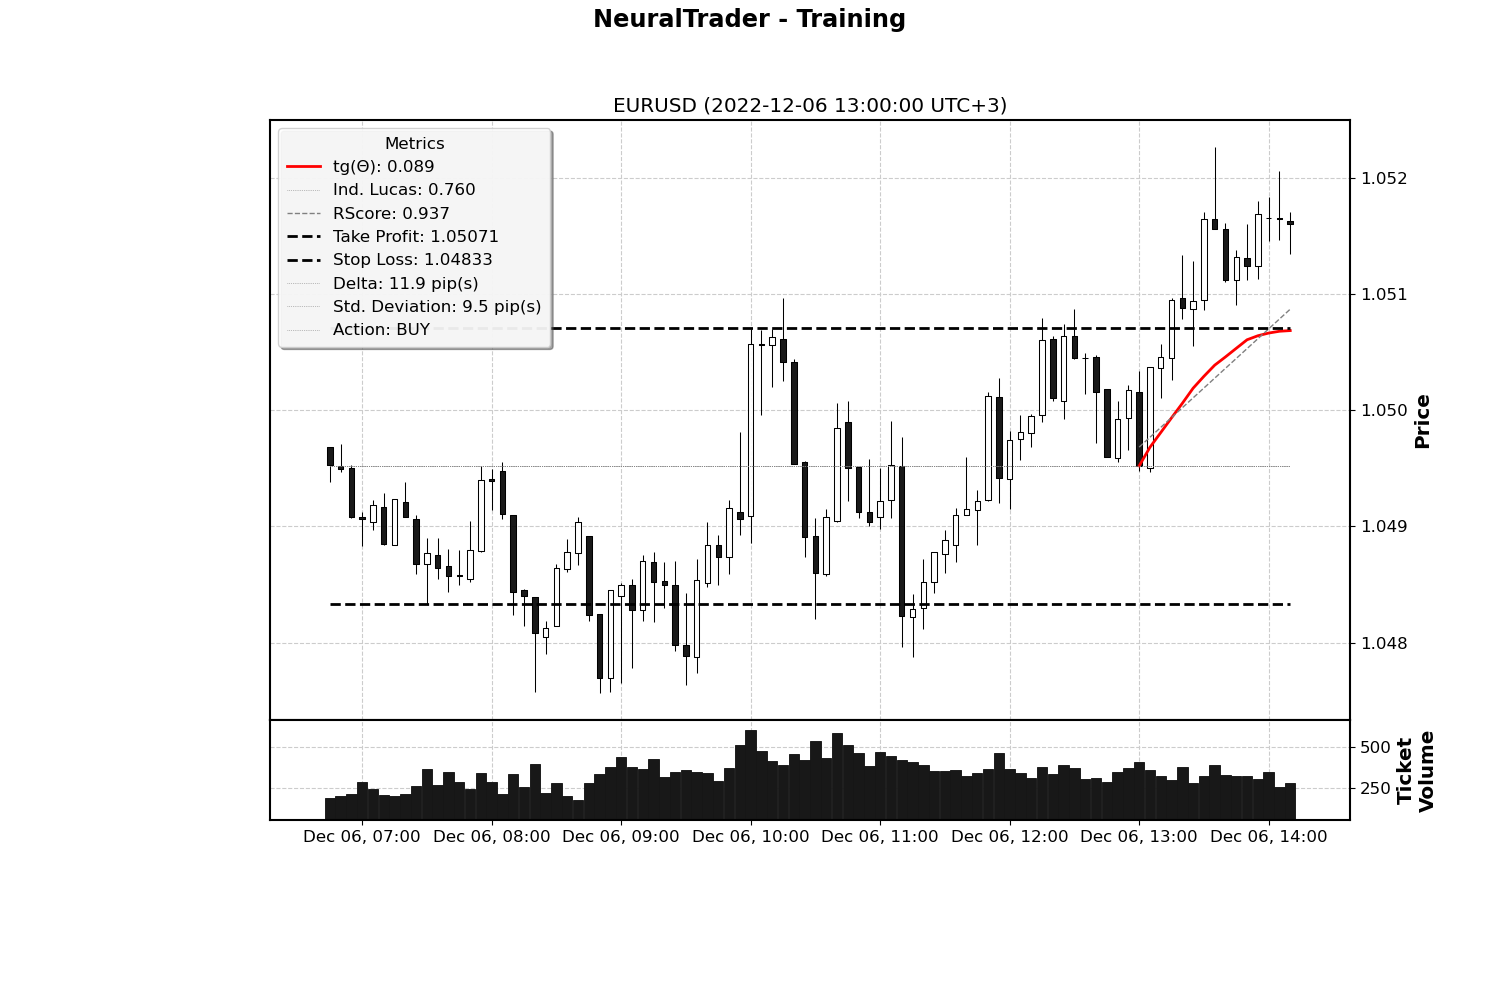 NeuralTrader - Training
EURUSD (2022-12-06 13:00:00 UTC+3)
Metrics
tg(Θ): 0.089
Ind. Lucas: 0.760
RScore: 0.937
Take Profit: 1.05071
Stop Loss: 1.04833
Delta: 11.9 pip(s)
Std. Deviation: 9.5 pip(s)
Action: BUY
1.052
1.051
1.050
1.049
1.048
Price
500
250
Ticket
Volume
Dec 06, 07:00
Dec 06, 08:00
Dec 06, 09:00
Dec 06, 10:00
Dec 06, 11:00
Dec 06, 12:00
Dec 06, 13:00
Dec 06, 14:00